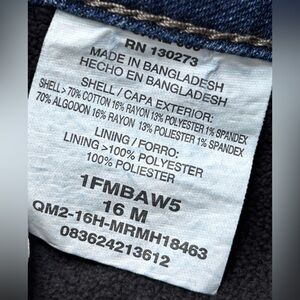 RN 130273
MADE IN BANGLADESH
HECHO EN BANGLADESH
SHELL / CAPA EXTERIOR:
SHELL > 70% COTTON 16% RAYON 13% POLYESTER 1% SPANDEX
70% ALGODON 16% RAYON 13% POLIESTER 1% SPANDEX
LINING / FORRO:
LINING >100% POLYESTER
100% POLIESTER
1FMBAW5
16 M
QM2-16H-MRMH18463
083624213612